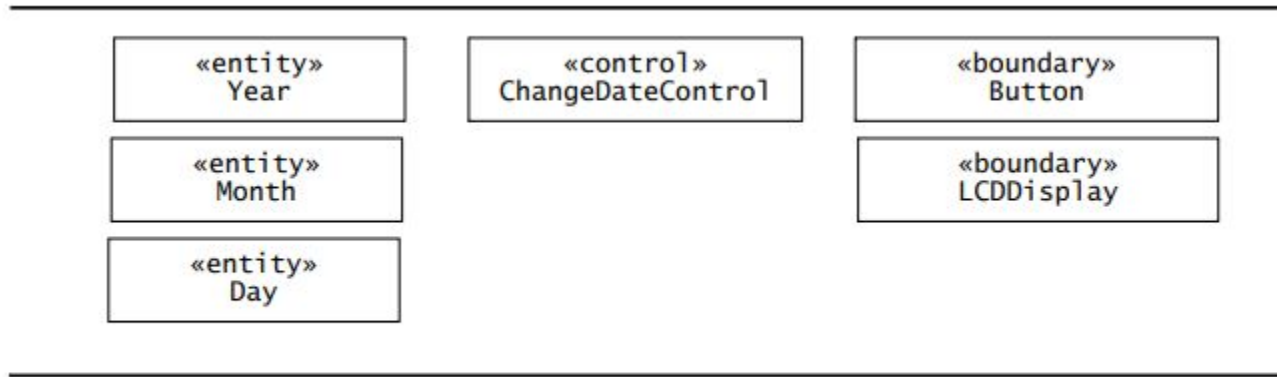 «entity»
Year
«control»
ChangeDateControl
«boundary»
Button
«entity»
Month
«boundary»
LCDDisplay
«entity»
Day